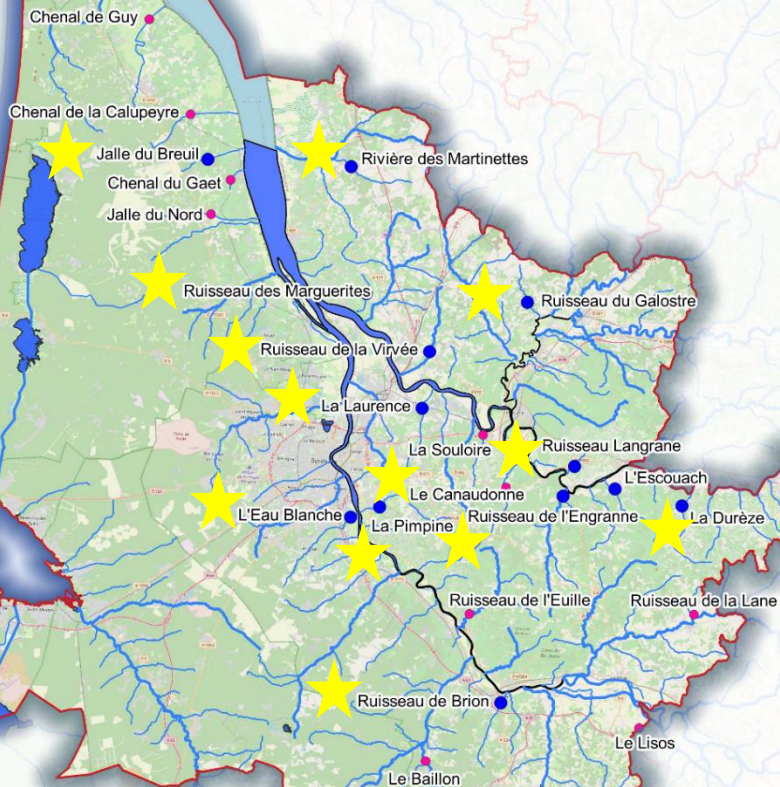 Chenal de Guy
Chenal de la Calupeyre
Jalle du Breuil
Rivière des Martinettes
Chenal du Gaet
Jalle du Nord
Ruisseau des Marguerites
Ruisseau du Galostre
Ruisseau de la Virvée
La Laurence
La Souloire
Ruisseau Langrane
L'Escouach
Le Canaudonne
L'Eau Blanche
La Pimpine
Ruisseau de l'Engranne
La Durèze
Ruisseau de l'Euille
Ruisseau de la Lane
Ruisseau de Brion
Le Lisos
Le Baillon